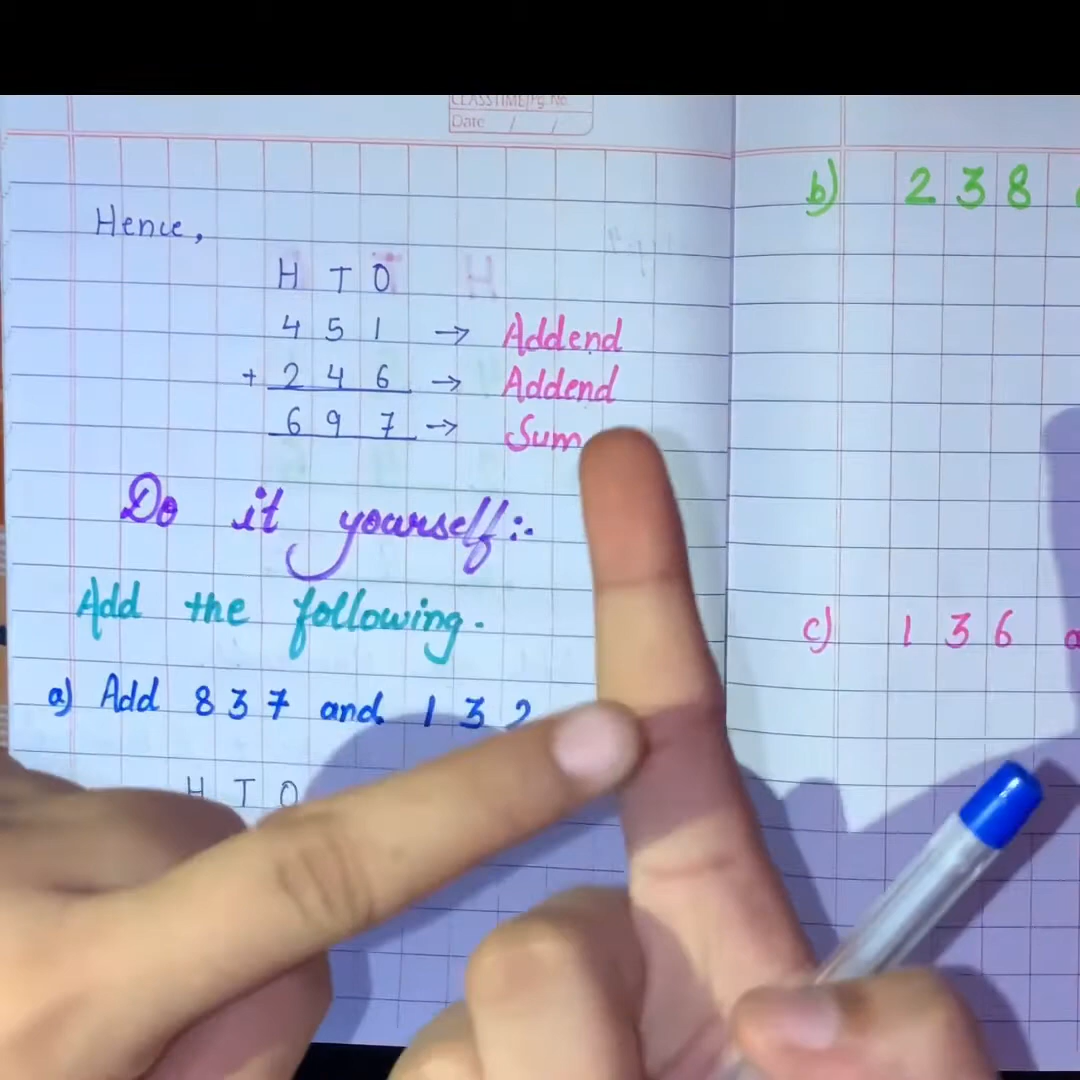 CLASSTIME Pg. No.
Date / /
Hence,
H T O
4 5 1 → Addend
+ 2 4 6 → Addend
6 9 7 → Sum
Do it yourself:-
Add the following.
a) Add 8 3 7 and 1 3 2
H T O
b) 2 3 8
c) 1 3 6